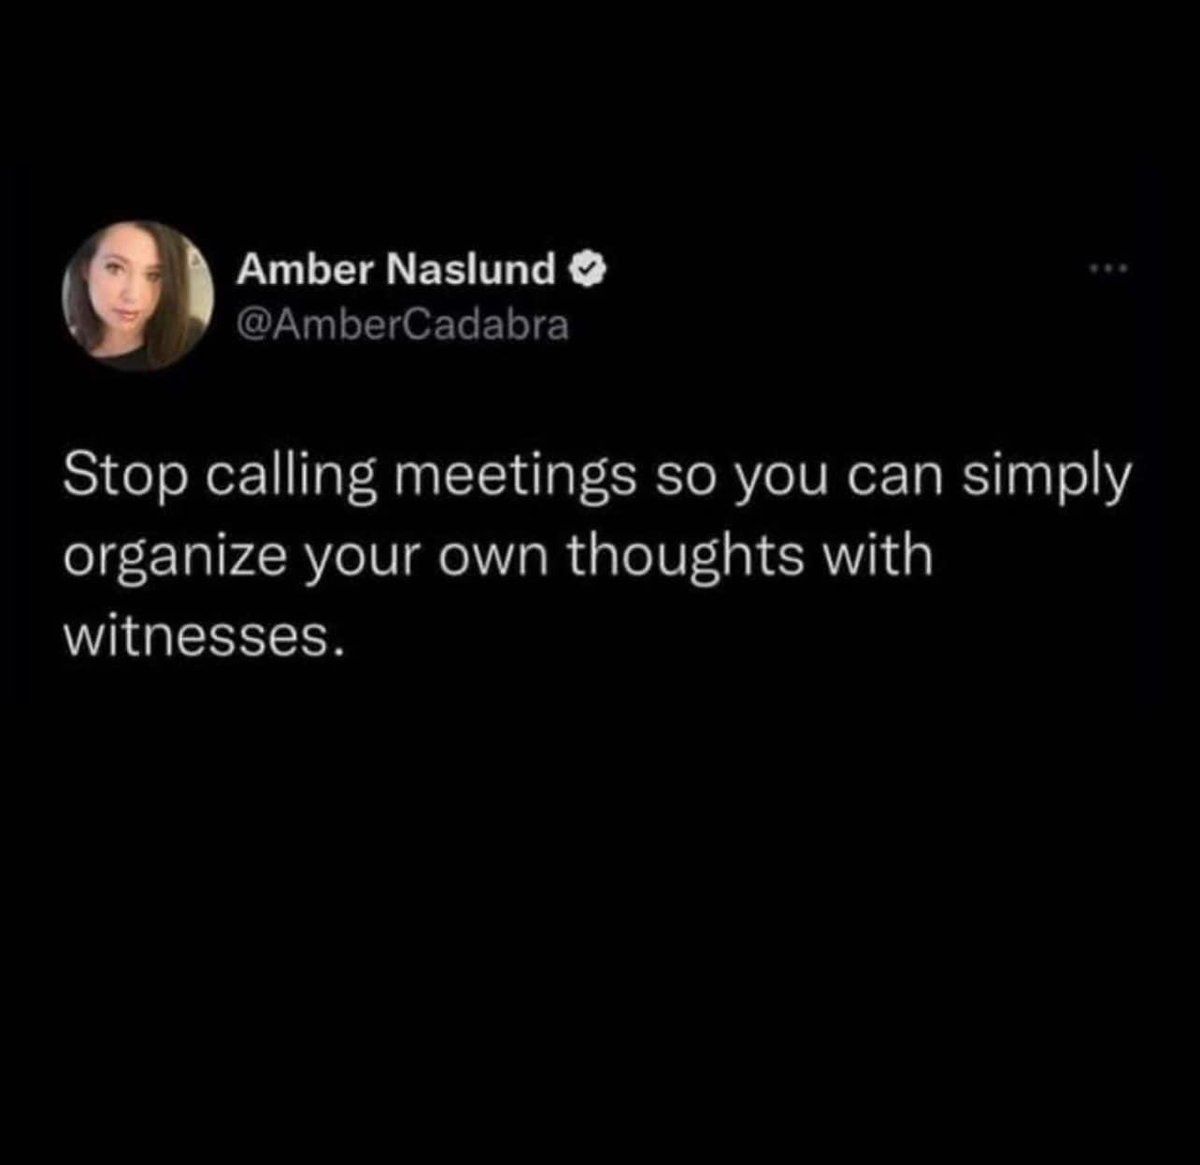 Amber Naslund
@AmberCadabra
Stop calling meetings so you can simply
organize your own thoughts with
witnesses.